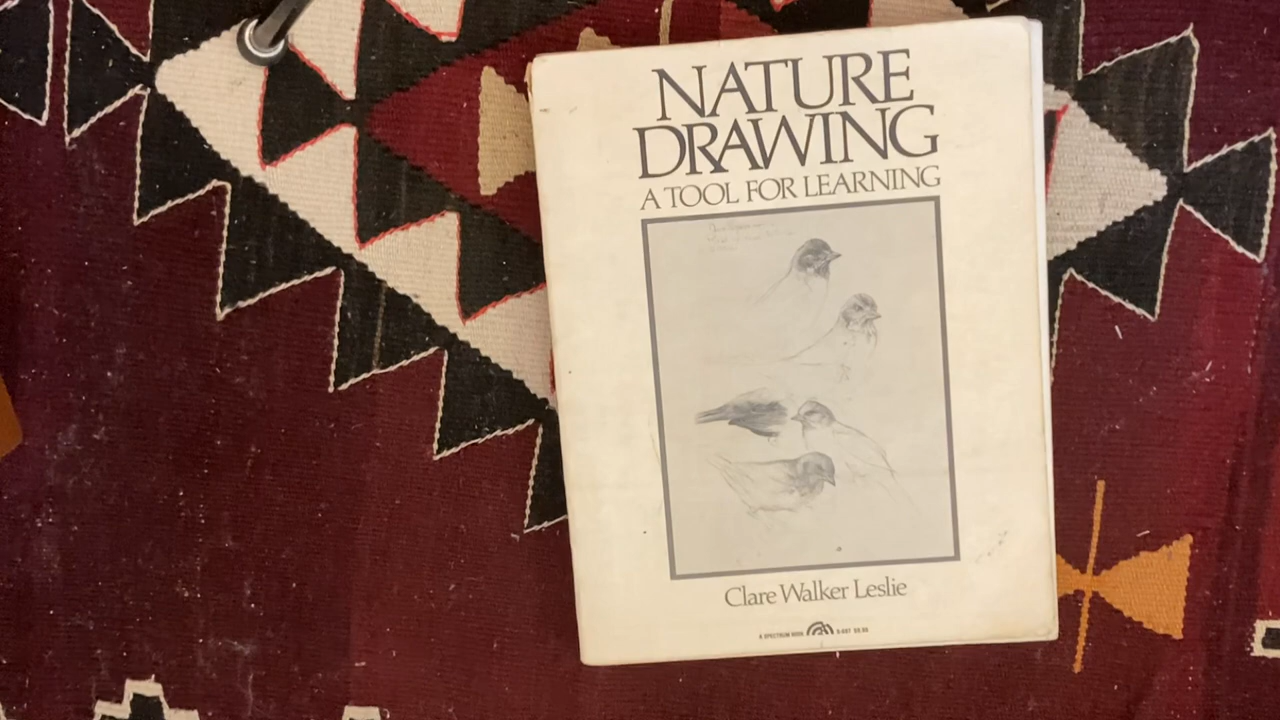 NATURE
DRAWING
A TOOL FOR LEARNING
Clare Walker Leslie
A SPECTRUM BOOK